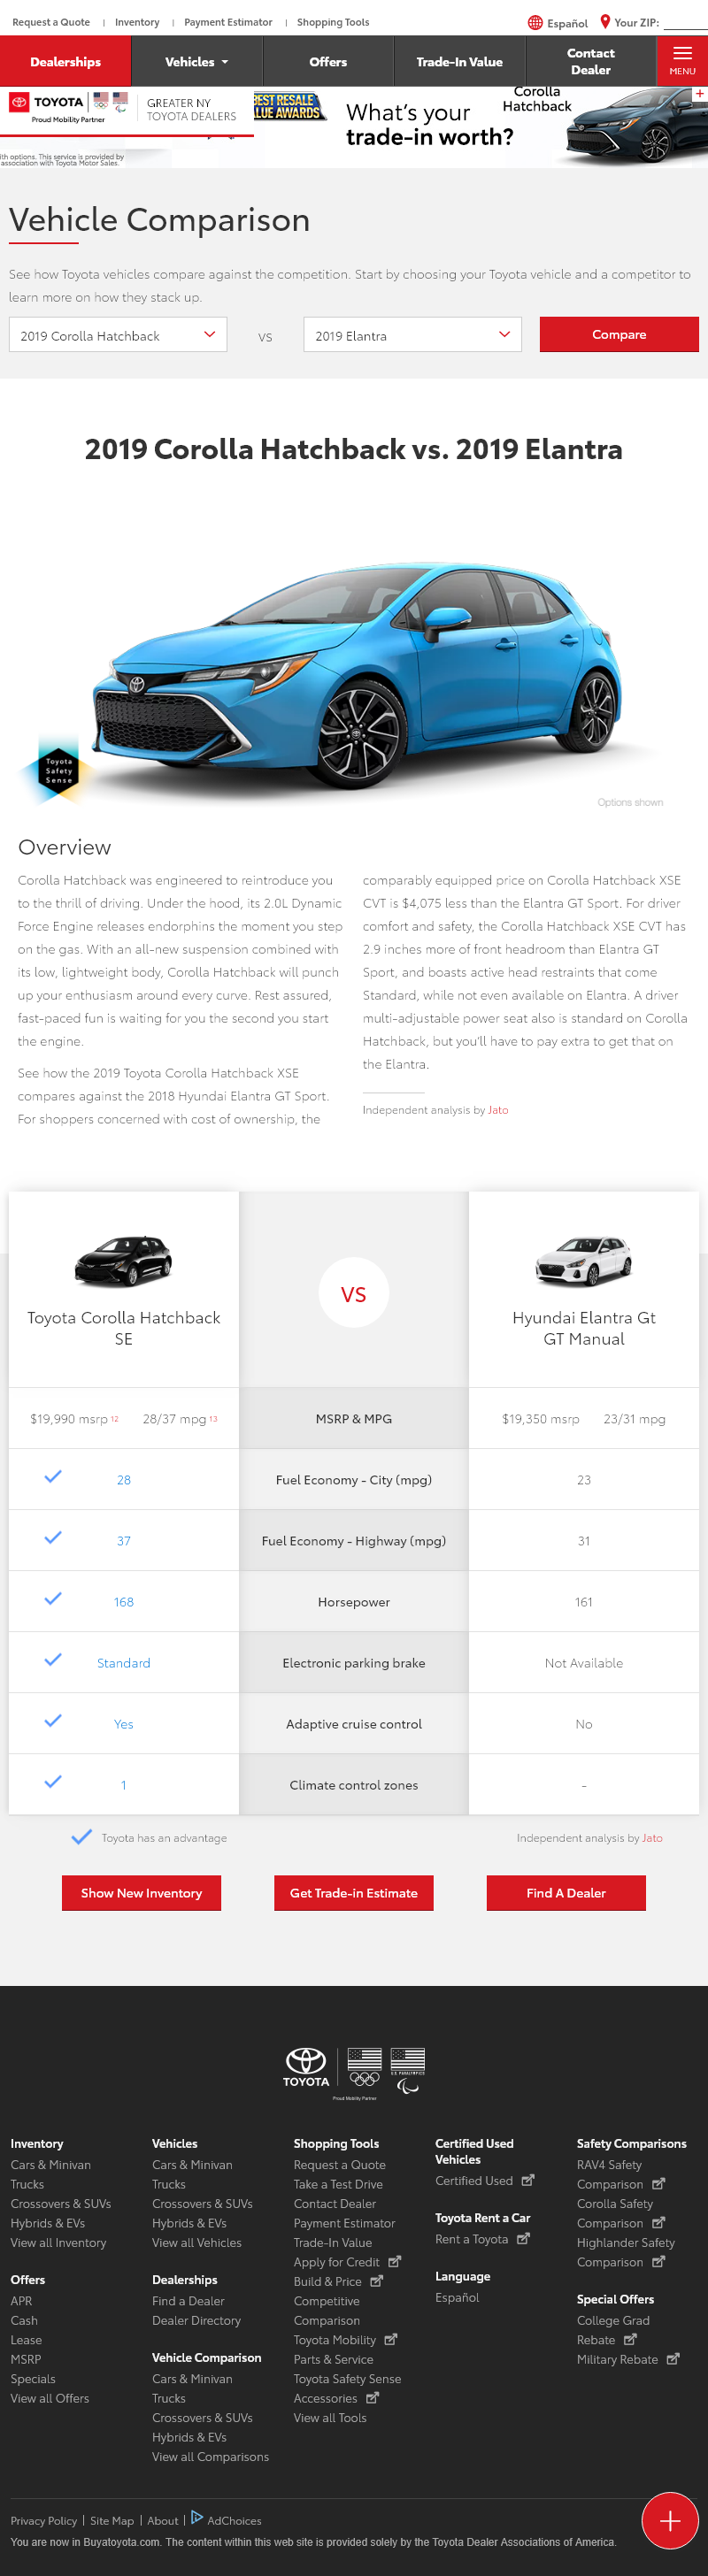 Request a Quote | Inventory | Payment Estimator | Shopping Tools
Español Your ZIP:
Dealerships Vehicles Offers Trade-In Value Contact Dealer MENU
TOYOTA
Proud Mobility Partner
GREATER NY
TOYOTA DEALERS
BEST RESALE
VALUE AWARDS
What's your
trade-in worth?
Corolla
Hatchback
ith options. This service is provided by
association with Toyota Motor Sales.
Vehicle Comparison
See how Toyota vehicles compare against the competition. Start by choosing your Toyota vehicle and a competitor to
learn more on how they stack up.
2019 Corolla Hatchback VS 2019 Elantra Compare
2019 Corolla Hatchback vs. 2019 Elantra
Toyota
Safety
Sense
Options shown
Overview
Corolla Hatchback was engineered to reintroduce you
to the thrill of driving. Under the hood, its 2.0L Dynamic
Force Engine releases endorphins the moment you step
on the gas. With an all-new suspension combined with
its low, lightweight body, Corolla Hatchback will punch
up your enthusiasm around every curve. Rest assured,
fast-paced fun is waiting for you the second you start
the engine.
See how the 2019 Toyota Corolla Hatchback XSE
compares against the 2018 Hyundai Elantra GT Sport.
For shoppers concerned with cost of ownership, the
comparably equipped price on Corolla Hatchback XSE
CVT is $4,075 less than the Elantra GT Sport. For driver
comfort and safety, the Corolla Hatchback XSE CVT has
2.9 inches more of front headroom than Elantra GT
Sport, and boasts active head restraints that come
Standard, while not even available on Elantra. A driver
multi-adjustable power seat also is standard on Corolla
Hatchback, but you'll have to pay extra to get that on
the Elantra.
Independent analysis by Jato
Toyota Corolla Hatchback
SE
VS
Hyundai Elantra Gt
GT Manual
$19,990 msrp 12 28/37 mpg 13 MSRP & MPG $19,350 msrp 23/31 mpg
28 Fuel Economy - City (mpg) 23
37 Fuel Economy - Highway (mpg) 31
168 Horsepower 161
Standard Electronic parking brake Not Available
Yes Adaptive cruise control No
1 Climate control zones -
Toyota has an advantage Independent analysis by Jato
Show New Inventory Get Trade-in Estimate Find A Dealer
TOYOTA
U.S. PARALYMPICS
Proud Mobility Partner
Inventory
Cars & Minivan
Trucks
Crossovers & SUVs
Hybrids & EVs
View all Inventory
Offers
APR
Cash
Lease
MSRP
Specials
View all Offers
Vehicles
Cars & Minivan
Trucks
Crossovers & SUVs
Hybrids & EVs
View all Vehicles
Dealerships
Find a Dealer
Dealer Directory
Vehicle Comparison
Cars & Minivan
Trucks
Crossovers & SUVs
Hybrids & EVs
View all Comparisons
Shopping Tools
Request a Quote
Take a Test Drive
Contact Dealer
Payment Estimator
Trade-In Value
Apply for Credit
Build & Price
Competitive
Comparison
Toyota Mobility
Parts & Service
Toyota Safety Sense
Accessories
View all Tools
Certified Used
Vehicles
Certified Used
Toyota Rent a Car
Rent a Toyota
Language
Español
Safety Comparisons
RAV4 Safety
Comparison
Corolla Safety
Comparison
Highlander Safety
Comparison
Special Offers
College Grad
Rebate
Military Rebate
Privacy Policy | Site Map | About | AdChoices
You are now in Buyatoyota.com. The content within this web site is provided solely by the Toyota Dealer Associations of America.